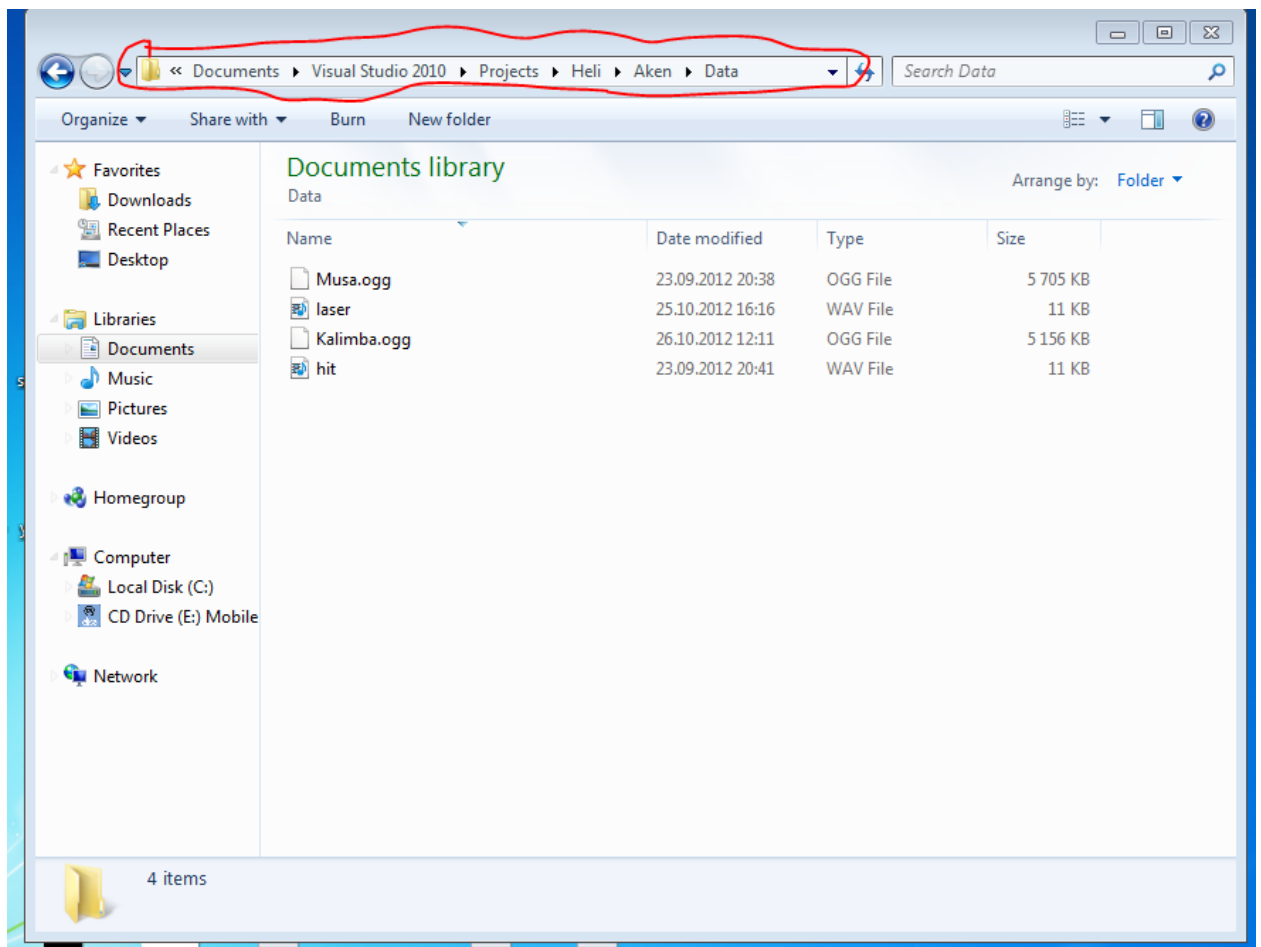 « Documents ▸ Visual Studio 2010 ▸ Projects ▸ Heli ▸ Aken ▸ Data
Search Data
Organize Share with Burn New folder
Favorites
Downloads
Recent Places
Desktop
Libraries
Documents
Music
Pictures
Videos
Homegroup
Computer
Local Disk (C:)
CD Drive (E:) Mobile
Network
Documents library
Data
Arrange by: Folder
Name Date modified Type Size
Musa.ogg 23.09.2012 20:38 OGG File 5 705 KB
laser 25.10.2012 16:16 WAV File 11 KB
Kalimba.ogg 26.10.2012 12:11 OGG File 5 156 KB
hit 23.09.2012 20:41 WAV File 11 KB
4 items